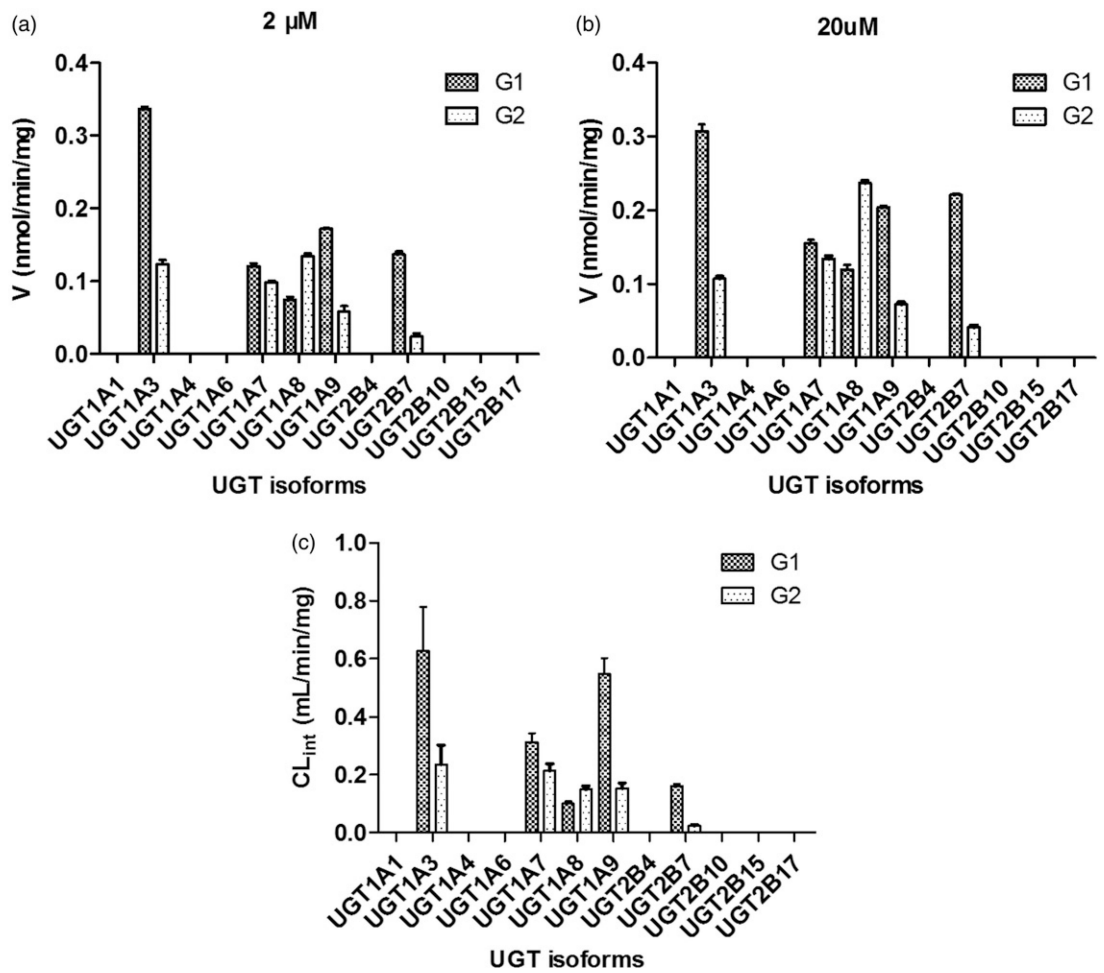 (a)
2 µM
V (nmol/min/mg)
0.4
0.3
0.2
0.1
0.0
G1
G2
UGT1A1
UGT1A3
UGT1A4
UGT1A6
UGT1A7
UGT1A8
UGT1A9
UGT2B4
UGT2B7
UGT2B10
UGT2B15
UGT2B17
UGT isoforms
(b)
20uM
V (nmol/min/mg)
0.4
0.3
0.2
0.1
0.0
G1
G2
UGT1A1
UGT1A3
UGT1A4
UGT1A6
UGT1A7
UGT1A8
UGT1A9
UGT2B4
UGT2B7
UGT2B10
UGT2B15
UGT2B17
UGT isoforms
(c)
CLint (mL/min/mg)
1.0
0.8
0.6
0.4
0.2
0.0
G1
G2
UGT1A1
UGT1A3
UGT1A4
UGT1A6
UGT1A7
UGT1A8
UGT1A9
UGT2B4
UGT2B7
UGT2B10
UGT2B15
UGT2B17
UGT isoforms